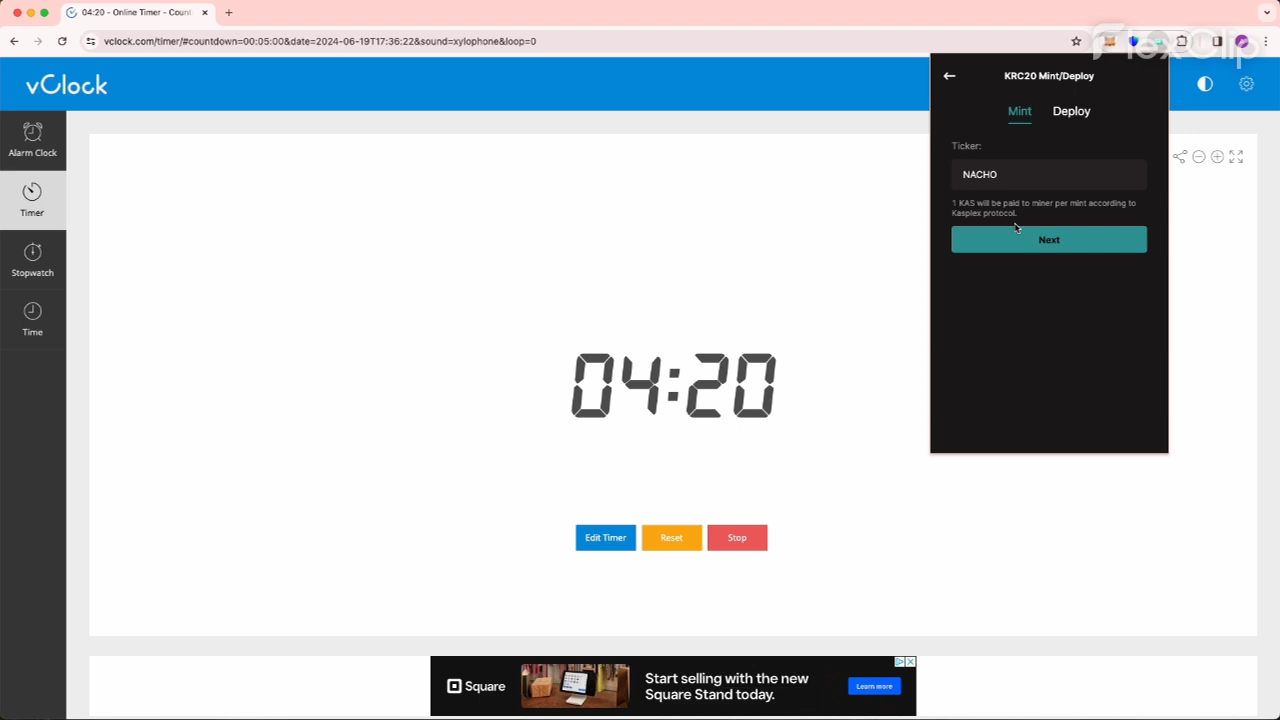 04:20 - Online Timer - Count
vclock.com/timer/#countdown=00:05:00&date=2024-06-19T17:36:22&sound=xylophone&loop=0
FlexClip
vClock
KRC20 Mint/Deploy
Mint Deploy
Alarm Clock
Ticker:
NACHO
1 KAS will be paid to miner per mint according to
Kasplex protocol.
Timer
Next
Stopwatch
Time
04:20
Edit Timer Reset Stop
Square
Start selling with the new
Square Stand today.
Learn more